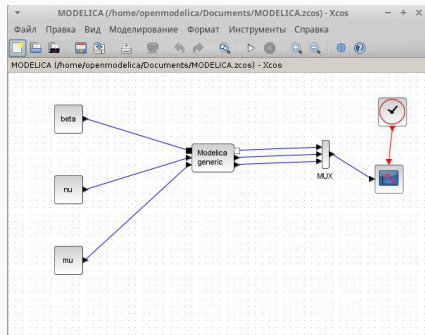 MODELICA (/home/openmodelica/Documents/MODELICA.zcos) - Xcos
Файл Правка Вид Моделирование Формат Инструменты Справка
MODELICA (/home/openmodelica/Documents/MODELICA.zcos) - Xcos
beta
Modelica
generic
MUX
nu
mu